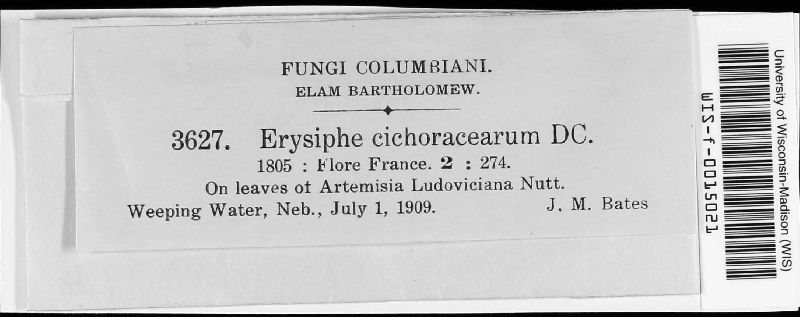 FUNGI COLUMBIANI.
ELAM BARTHOLOMEW.
3627. Erysiphe cichoracearum DC.
1805 : Flore France. 2 : 274.
On leaves of Artemisia Ludoviciana Nutt.
Weeping Water, Neb., July 1, 1909. J. M. Bates
University of Wisconsin-Madison (WIS)
WIS-f-0015021